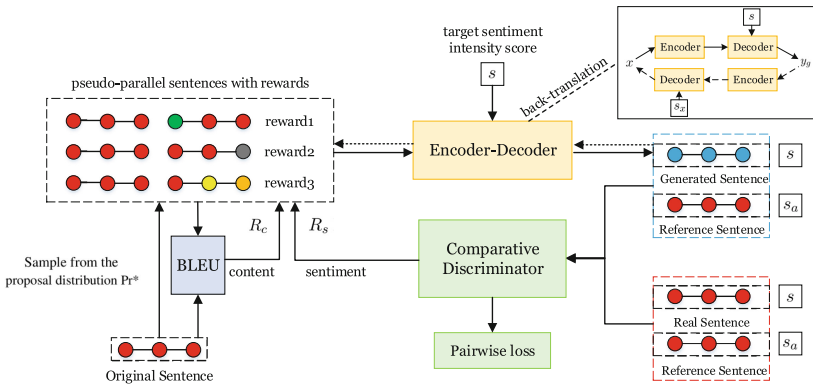 target sentiment
intensity score
s
pseudo-parallel sentences with rewards
reward1
reward2
reward3
Encoder-Decoder
back-translation
s
Encoder
Decoder
x
y_g
Decoder
Encoder
s_x
s
Generated Sentence
s_a
Reference Sentence
R_c
R_s
Sample from the
proposal distribution Pr*
BLEU
content
sentiment
Comparative
Discriminator
Pairwise loss
s
Real Sentence
s_a
Reference Sentence
Original Sentence